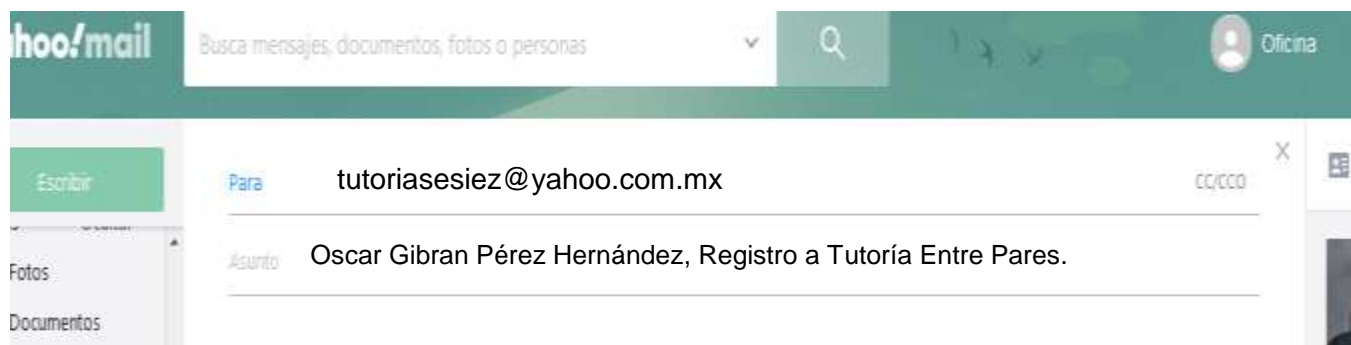 hoo!mail
Busca mensajes, documentos, fotos o personas
Oficina
Escribir
Para tutoriasesiez@yahoo.com.mx CC/CCO
Asunto Oscar Gibran Pérez Hernández, Registro a Tutoría Entre Pares.
Fotos
Documentos